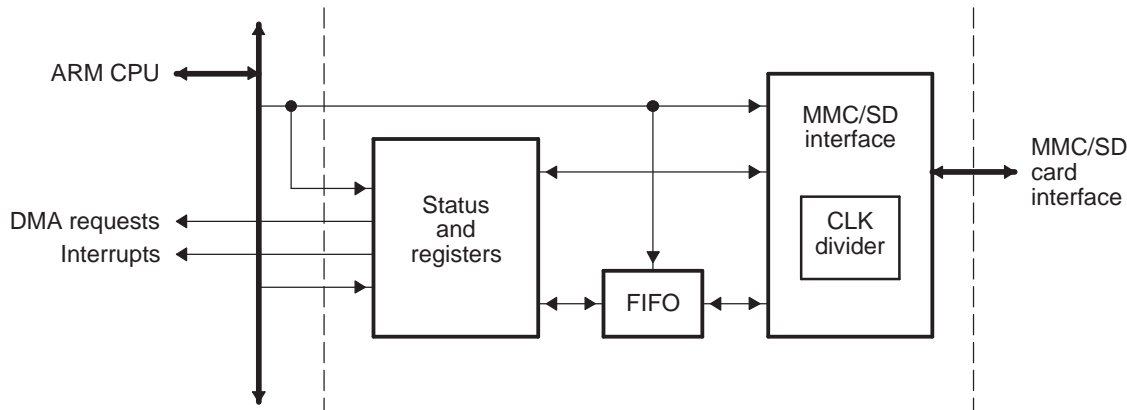 ARM CPU
DMA requests
Interrupts
Status
and
registers
FIFO
MMC/SD
interface
CLK
divider
MMC/SD
card
interface